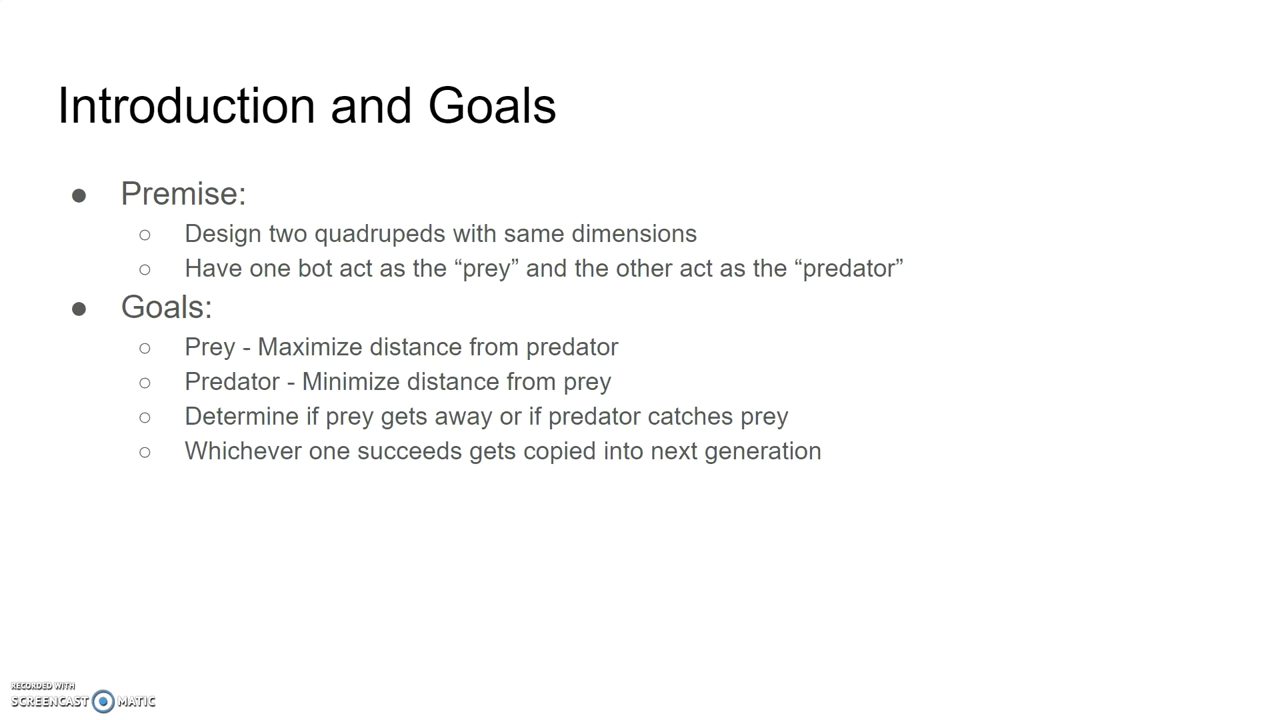 Introduction and Goals
● Premise:
○ Design two quadrupeds with same dimensions
○ Have one bot act as the “prey” and the other act as the “predator”
● Goals:
○ Prey - Maximize distance from predator
○ Predator - Minimize distance from prey
○ Determine if prey gets away or if predator catches prey
○ Whichever one succeeds gets copied into next generation
RECORDED WITH
SCREENCAST MATIC